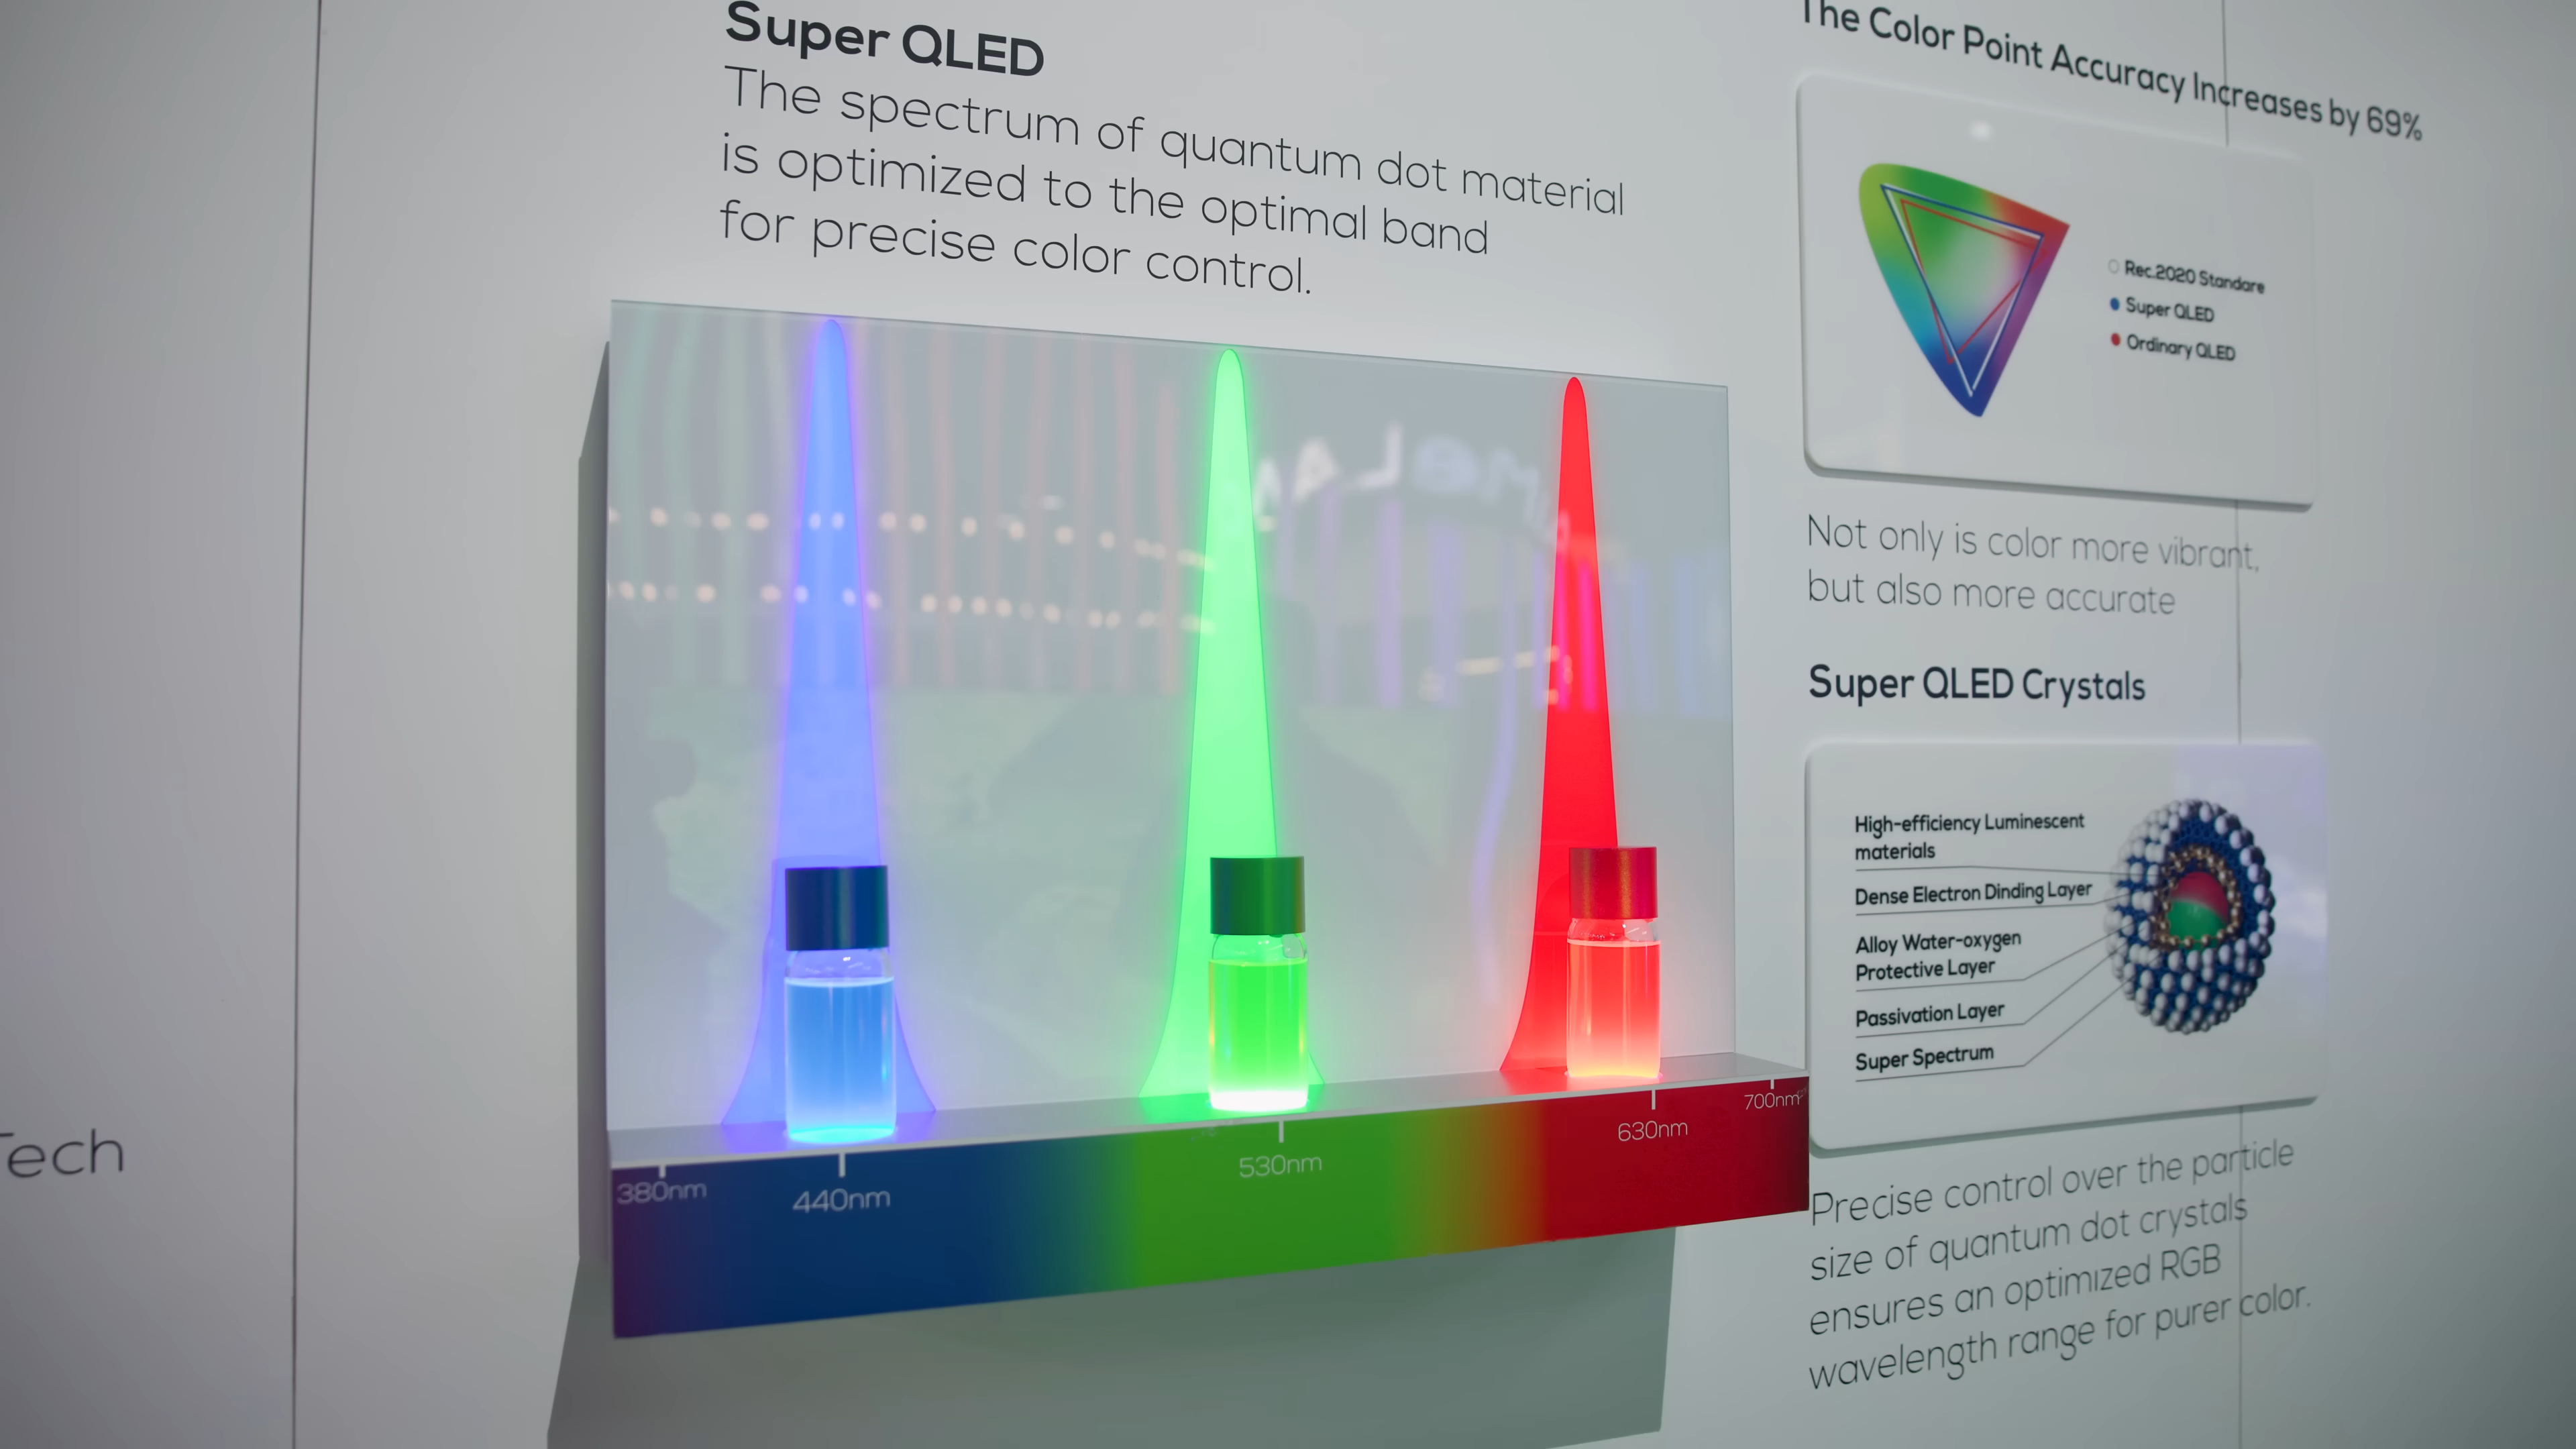 Super QLED
The spectrum of quantum dot material
is optimized to the optimal band
for precise color control.
380nm
440nm
530nm
630nm
700nm
The Color Point Accuracy Increases by 69%
Rec.2020 Standare
Super QLED
Ordinary QLED
Not only is color more vibrant,
but also more accurate
Super QLED Crystals
High-efficiency Luminescent
materials
Dense Electron Dinding Layer
Alloy Water-oxygen
Protective Layer
Passivation Layer
Super Spectrum
Precise control over the particle
size of quantum dot crystals
ensures an optimized RGB
wavelength range for purer color.
Tech